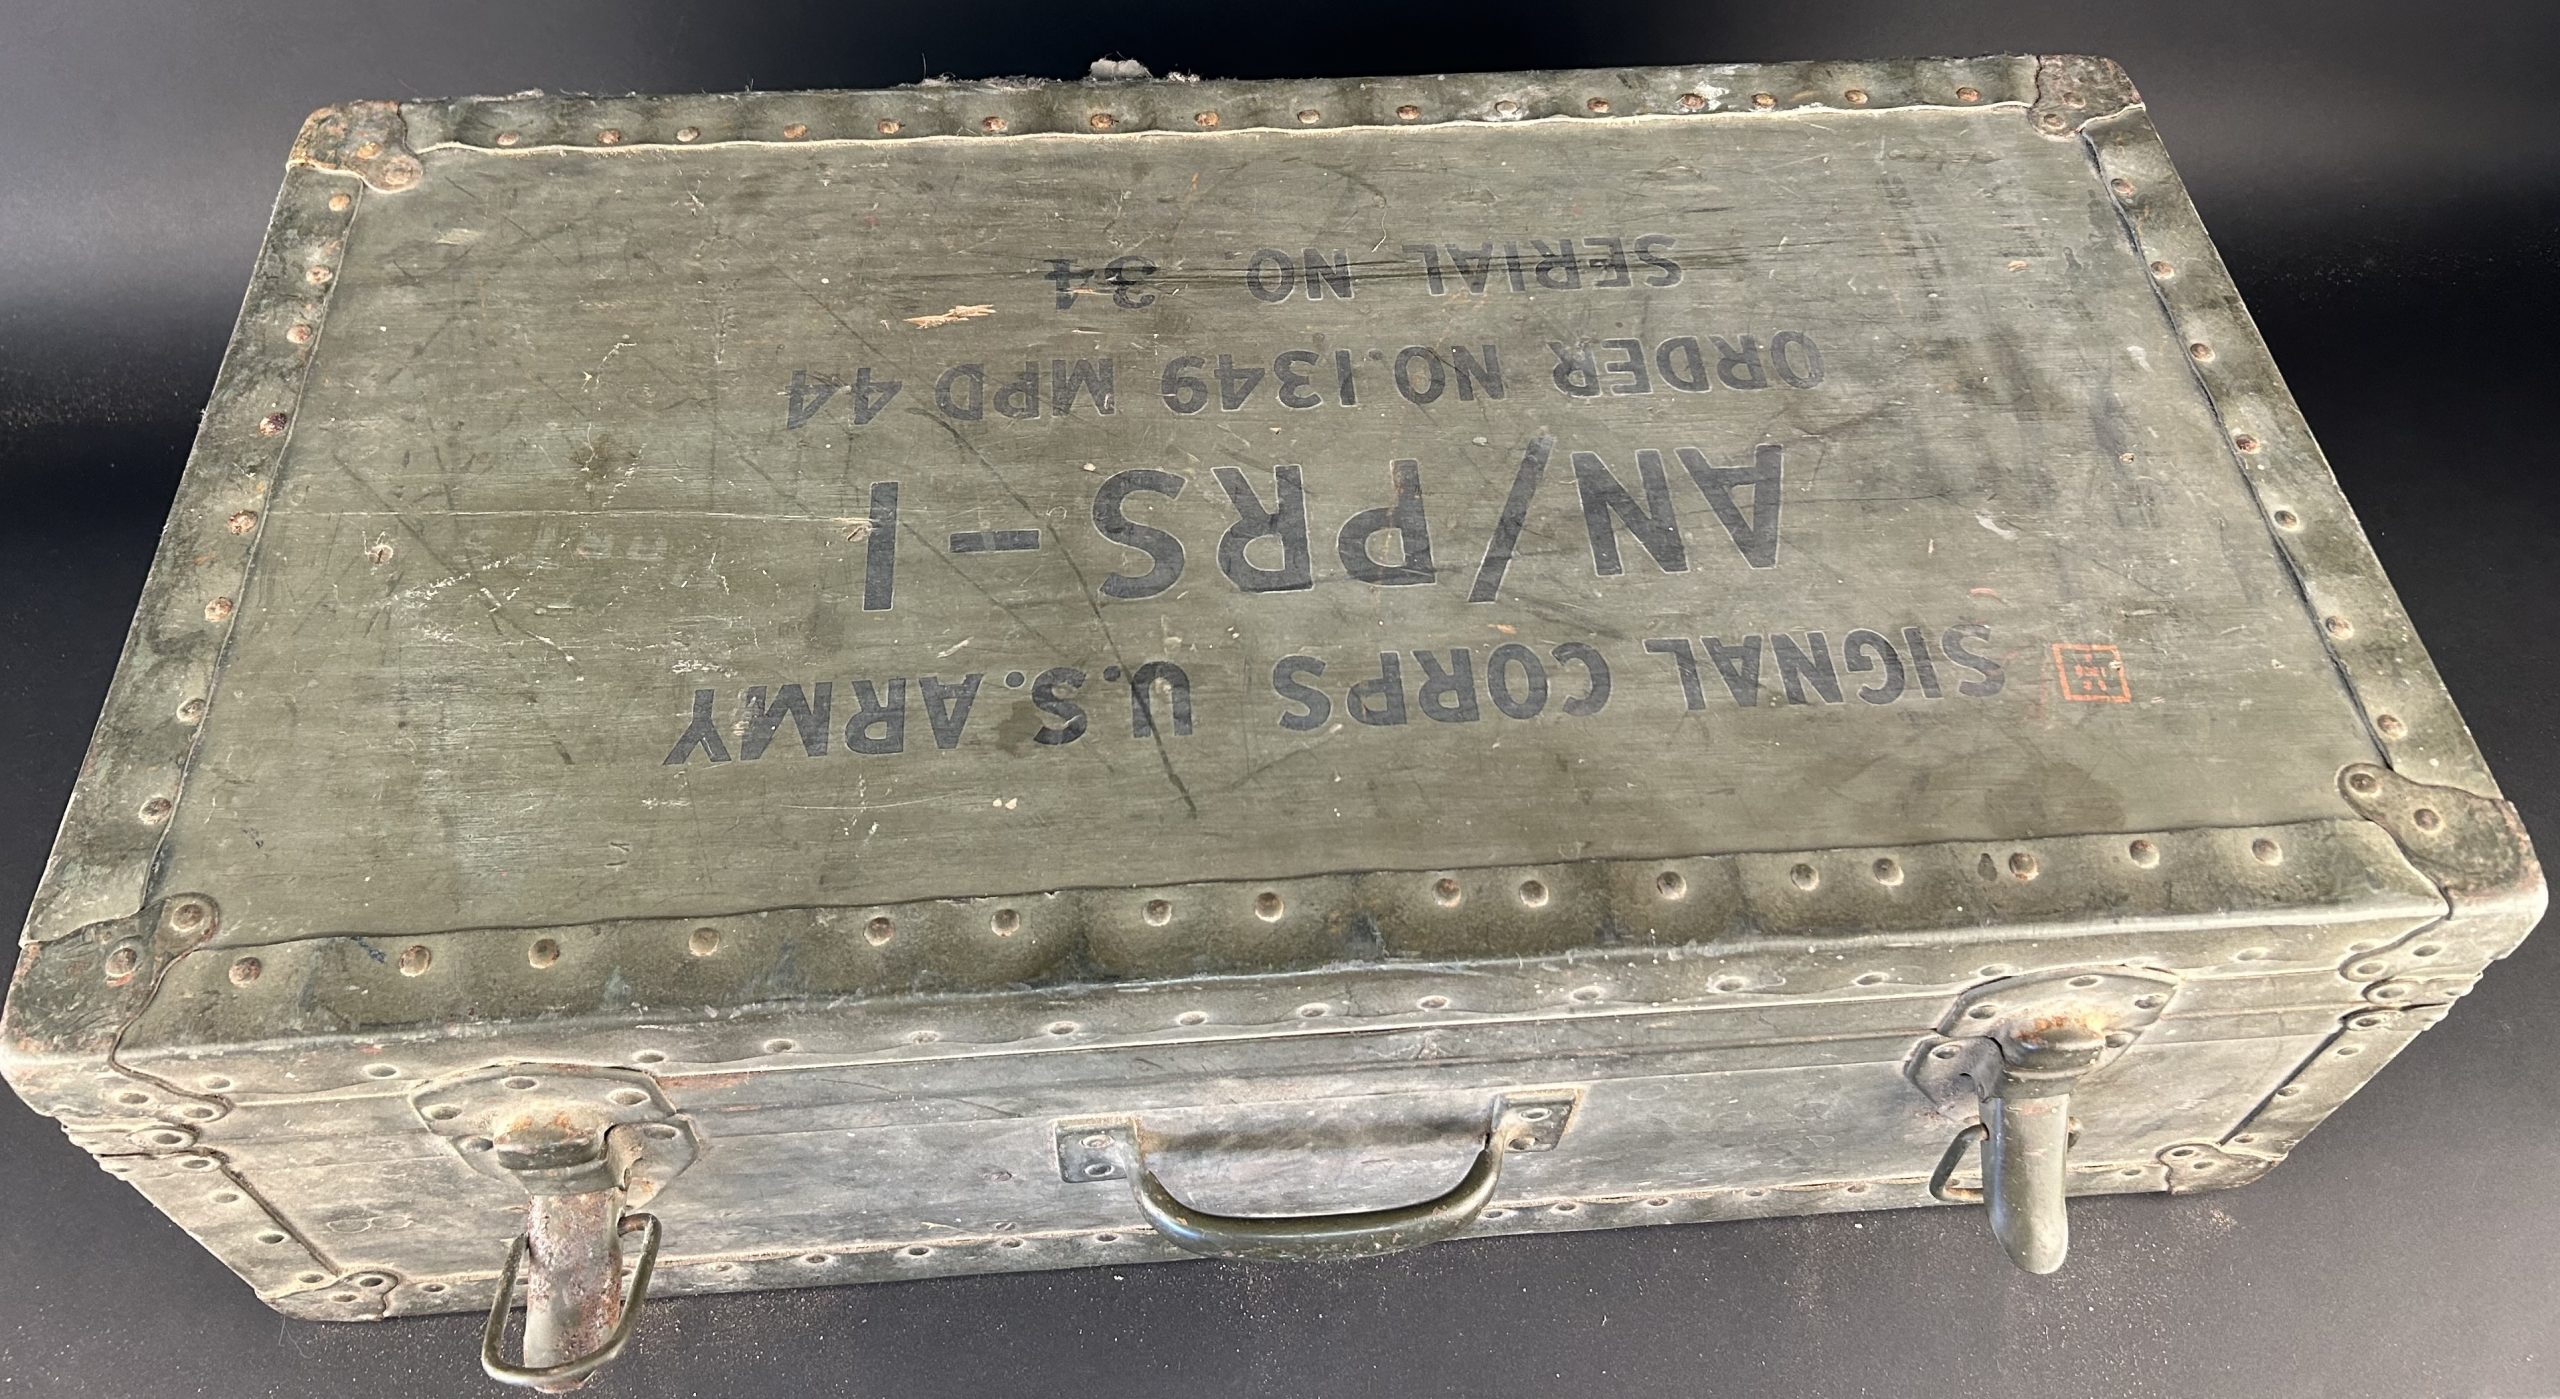 SIGNAL CORPS U.S. ARMY
AN/PRS-1
ORDER NO. 1349 MPD 44
SERIAL NO. 34